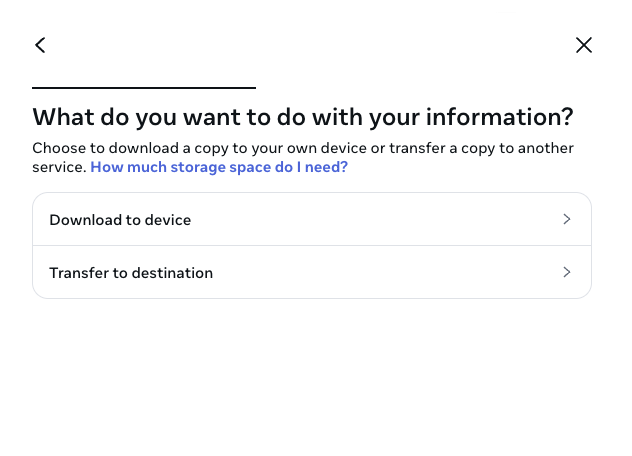 What do you want to do with your information?
Choose to download a copy to your own device or transfer a copy to another
service. How much storage space do I need?
Download to device
Transfer to destination